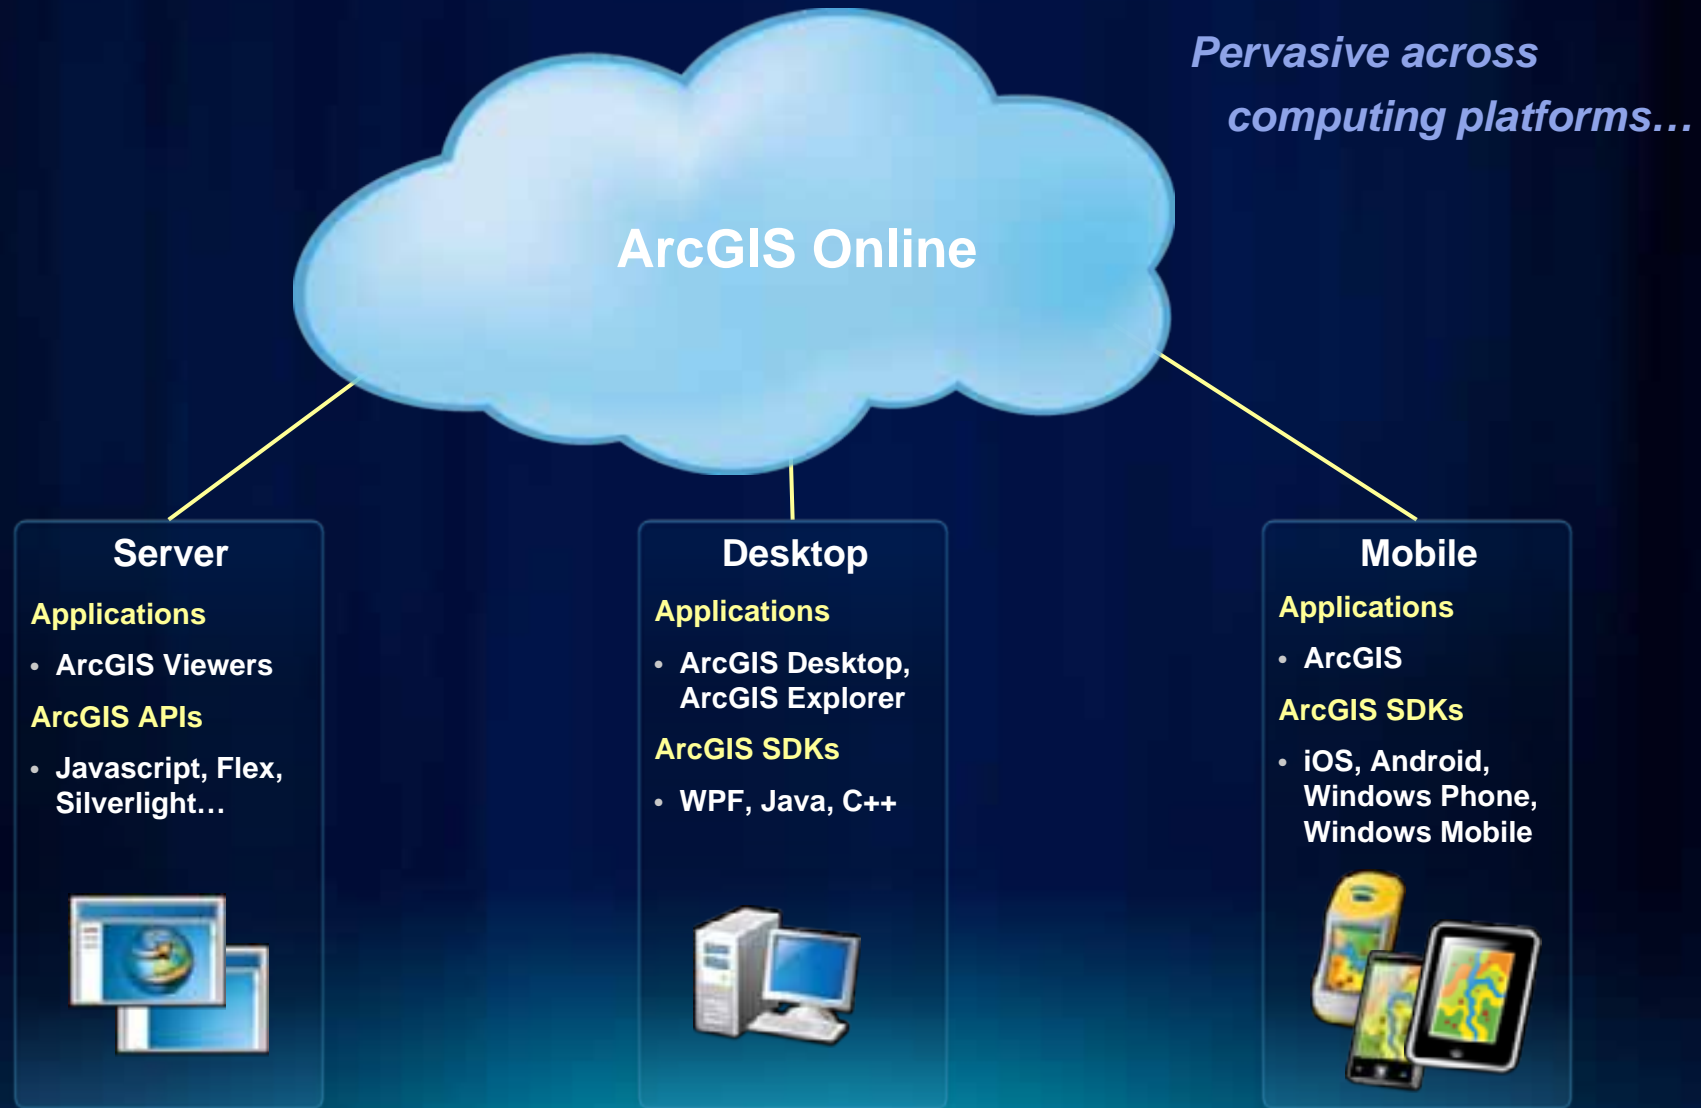 Pervasive across
computing platforms…
ArcGIS Online
Server
Applications
• ArcGIS Viewers
ArcGIS APIs
• Javascript, Flex,
Silverlight…
Desktop
Applications
• ArcGIS Desktop,
ArcGIS Explorer
ArcGIS SDKs
• WPF, Java, C++
Mobile
Applications
• ArcGIS
ArcGIS SDKs
• iOS, Android,
Windows Phone,
Windows Mobile